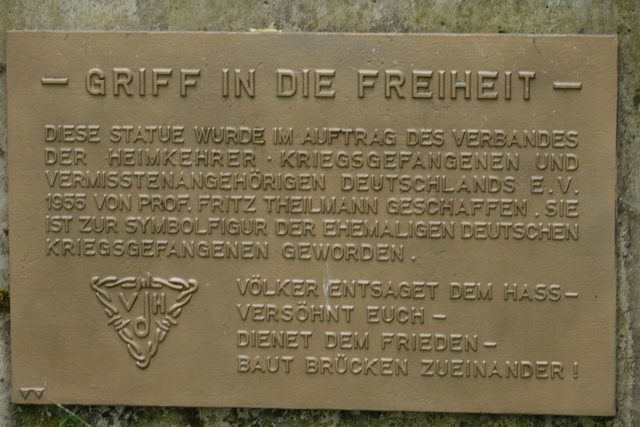 — GRIFF IN DIE FREIHEIT —
DIESE STATUE WURDE IM AUFTRAG DES VERBANDES
DER HEIMKEHRER · KRIEGSGEFANGENEN UND
VERMISSTENANGEHÖRIGEN DEUTSCHLANDS E.V.
1955 VON PROF. FRITZ THEILMANN GESCHAFFEN. SIE
IST ZUR SYMBOLFIGUR DER EHEMALIGEN DEUTSCHEN
KRIEGSGEFANGENEN GEWORDEN.
VÖLKER ENTSAGET DEM HASS—
VERSÖHNT EUCH —
DIENET DEM FRIEDEN —
BAUT BRÜCKEN ZUEINANDER!
VdH